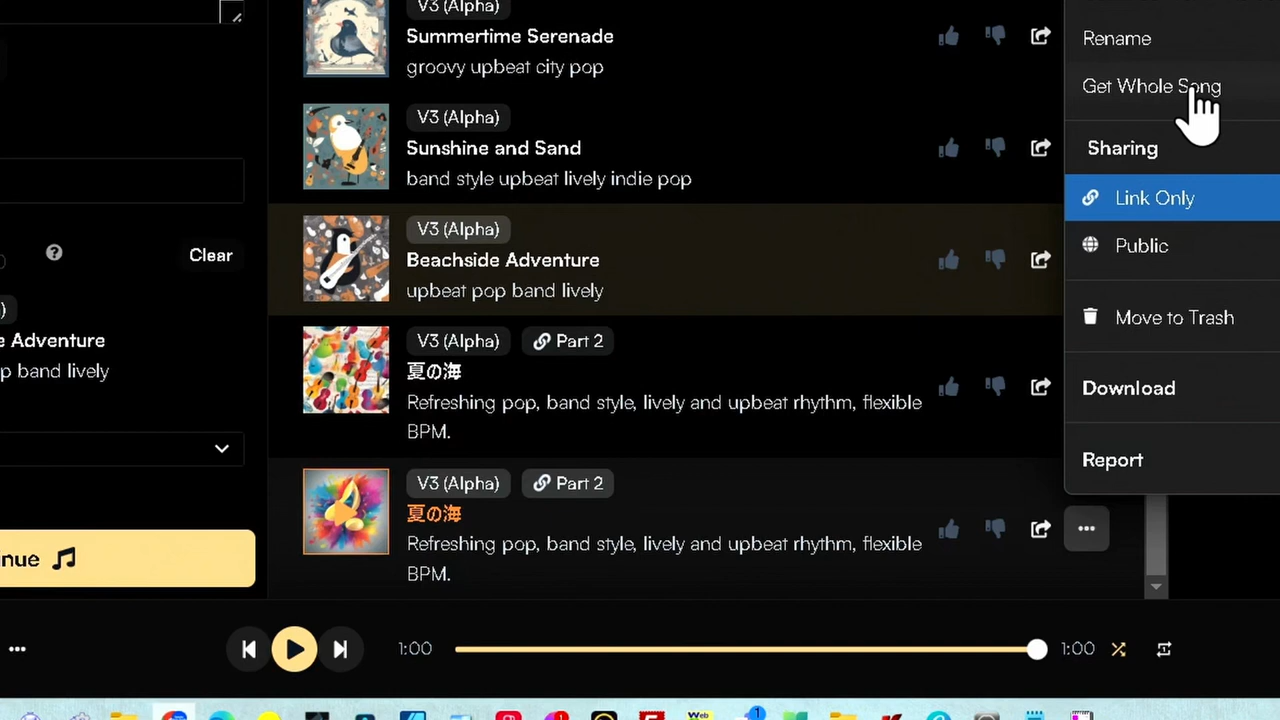 V3 (Alpha)
Summertime Serenade
groovy upbeat city pop
V3 (Alpha)
Sunshine and Sand
band style upbeat lively indie pop
V3 (Alpha)
Beachside Adventure
upbeat pop band lively
V3 (Alpha) Part 2
夏の海
Refreshing pop, band style, lively and upbeat rhythm, flexible
BPM.
V3 (Alpha) Part 2
夏の海
Refreshing pop, band style, lively and upbeat rhythm, flexible
BPM.
Rename
Get Whole Song
Sharing
Link Only
Public
Move to Trash
Download
Report
Clear
e Adventure
p band lively
nue
1:00
1:00
Web
1
1